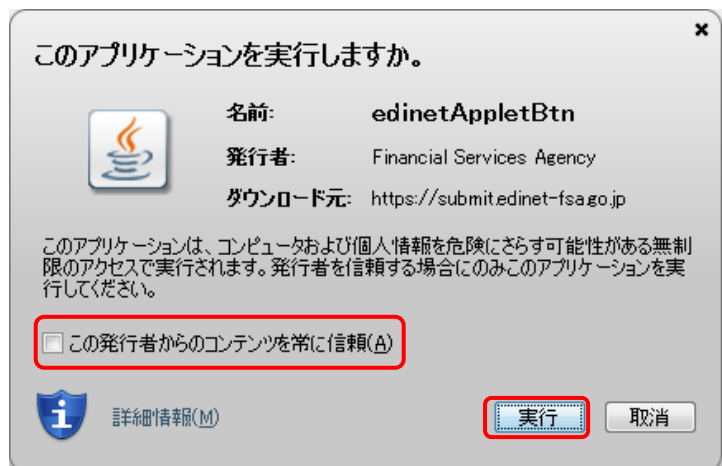 このアプリケーションを実行しますか。
名前: edinetAppletBtn
発行者: Financial Services Agency
ダウンロード元: https://submit.edinet-fsa.go.jp
このアプリケーションは、コンピュータおよび個人情報を危険にさらす可能性がある無制
限のアクセスで実行されます。発行者を信頼する場合にのみこのアプリケーションを実
行してください。
この発行者からのコンテンツを常に信頼(A)
詳細情報(M)
実行
取消